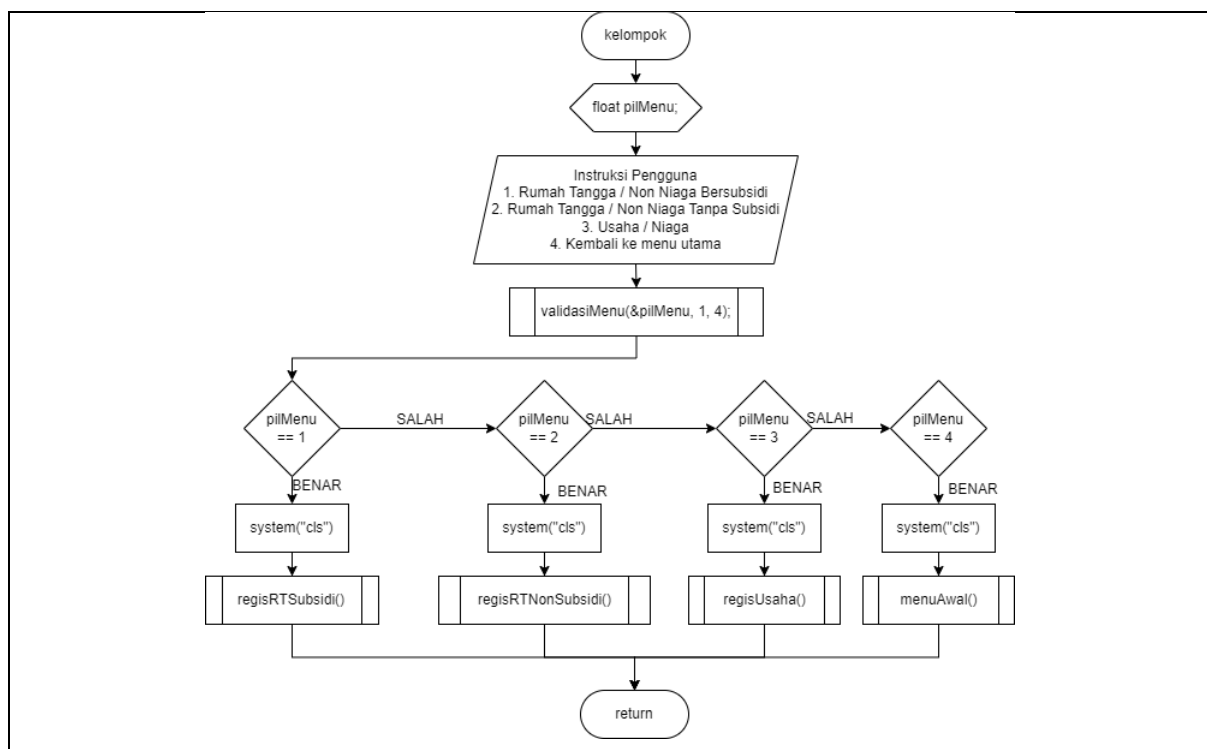 kelompok
float pilMenu;
Instruksi Pengguna
1. Rumah Tangga / Non Niaga Bersubsidi
2. Rumah Tangga / Non Niaga Tanpa Subsidi
3. Usaha / Niaga
4. Kembali ke menu utama
validasiMenu(&pilMenu, 1, 4);
pilMenu
== 1
SALAH
pilMenu
== 2
SALAH
pilMenu
== 3
SALAH
pilMenu
== 4
BENAR
BENAR
BENAR
BENAR
system("cls")
system("cls")
system("cls")
system("cls")
regisRTSubsidi()
regisRTNonSubsidi()
regisUsaha()
menuAwal()
return